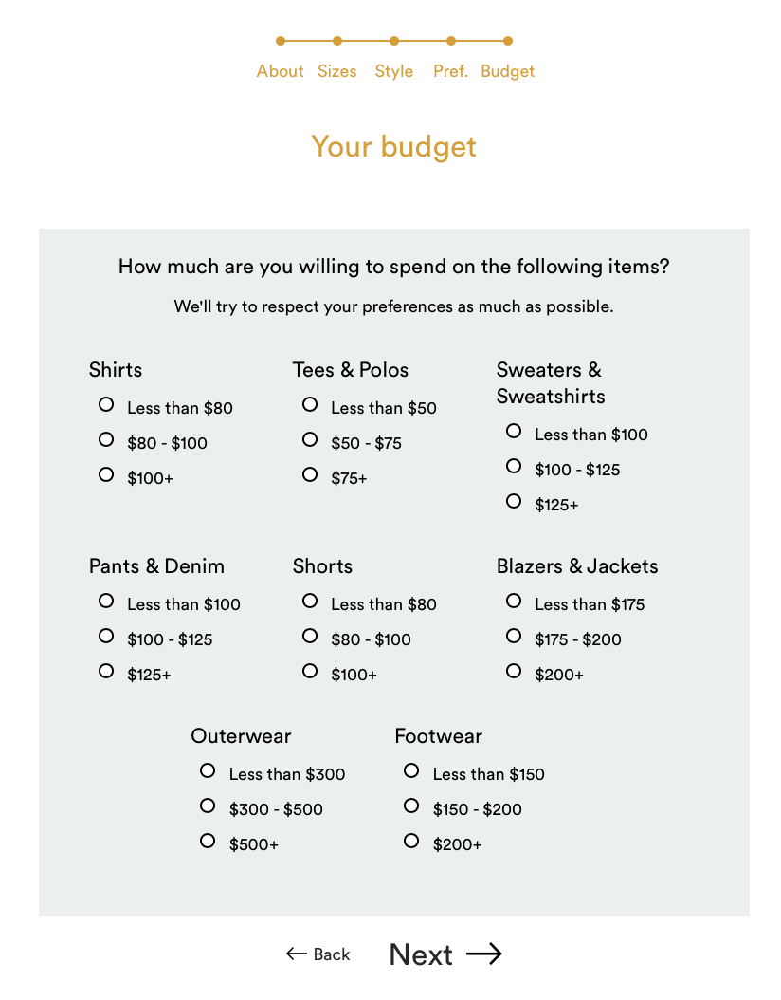 About Sizes Style Pref. Budget
Your budget
How much are you willing to spend on the following items?
We'll try to respect your preferences as much as possible.
Shirts
Less than $80
$80 - $100
$100+
Tees & Polos
Less than $50
$50 - $75
$75+
Sweaters &
Sweatshirts
Less than $100
$100 - $125
$125+
Pants & Denim
Less than $100
$100 - $125
$125+
Shorts
Less than $80
$80 - $100
$100+
Blazers & Jackets
Less than $175
$175 - $200
$200+
Outerwear
Less than $300
$300 - $500
$500+
Footwear
Less than $150
$150 - $200
$200+
Back
Next